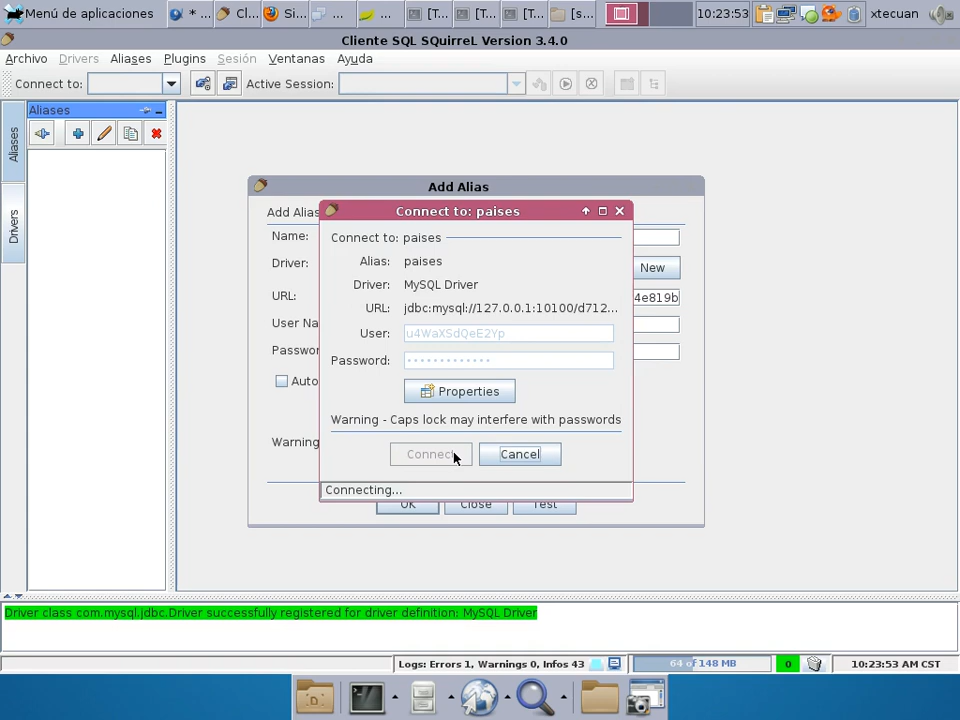 Menú de aplicaciones
* ...
Cl...
Si...
...
...
[T...
[T...
[T...
[s...
10:23:53
xtecuan
Cliente SQL SQuirreL Version 3.4.0
Archivo Drivers Aliases Plugins Sesión Ventanas Ayuda
Connect to:
Active Session:
Aliases
Aliases
Drivers
Add Alias
Add Alias
Name:
Driver:
New
URL:
4e819b
User Na
Passwor
Auto
Warning
OK
Close
Test
Connect to: paises
Connect to: paises
Alias: paises
Driver: MySQL Driver
URL: jdbc:mysql://127.0.0.1:10100/d712...
User: u4WaXSdQeE2Yp
Password: •••••••••••••
Properties
Warning - Caps lock may interfere with passwords
Connect
Cancel
Connecting...
Driver class com.mysql.jdbc.Driver successfully registered for driver definition: MySQL Driver
Logs: Errors 1, Warnings 0, Infos 43
64 of 148 MB
0
10:23:53 AM CST